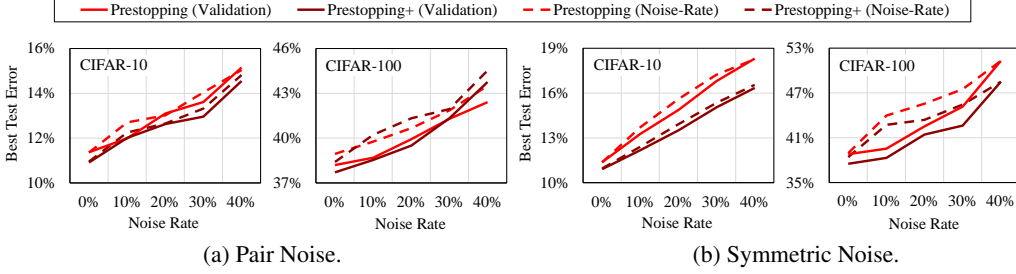 Prestopping (Validation) Prestopping+ (Validation) Prestopping (Noise-Rate) Prestopping+ (Noise-Rate)
Best Test Error
16%
14%
12%
10%
CIFAR-10
0% 10% 20% 30% 40%
Noise Rate
46%
43%
40%
37%
CIFAR-100
0% 10% 20% 30% 40%
Noise Rate
(a) Pair Noise.
Best Test Error
19%
16%
13%
10%
CIFAR-10
0% 10% 20% 30% 40%
Noise Rate
53%
47%
41%
35%
CIFAR-100
0% 10% 20% 30% 40%
Noise Rate
(b) Symmetric Noise.